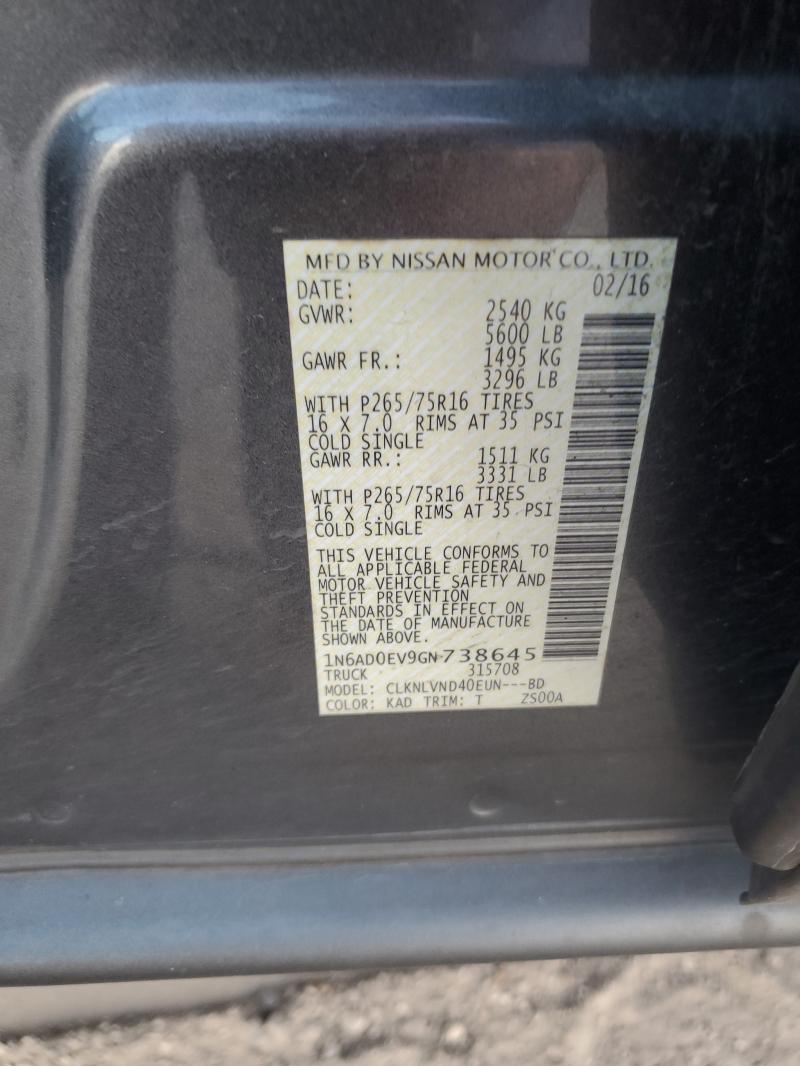 MFD BY NISSAN MOTOR CO., LTD.
DATE: 02/16
GVWR: 2540 KG
5600 LB
GAWR FR.: 1495 KG
3296 LB
WITH P265/75R16 TIRES
16 X 7.0 RIMS AT 35 PSI
COLD SINGLE
GAWR RR.: 1511 KG
3331 LB
WITH P265/75R16 TIRES
16 X 7.0 RIMS AT 35 PSI
COLD SINGLE
THIS VEHICLE CONFORMS TO
ALL APPLICABLE FEDERAL
MOTOR VEHICLE SAFETY AND
THEFT PREVENTION
STANDARDS IN EFFECT ON
THE DATE OF MANUFACTURE
SHOWN ABOVE.
1N6AD0EV9GN738645
TRUCK 315708
MODEL: CLKNLVND40EUN---BD
COLOR: KAD TRIM: T ZS00A